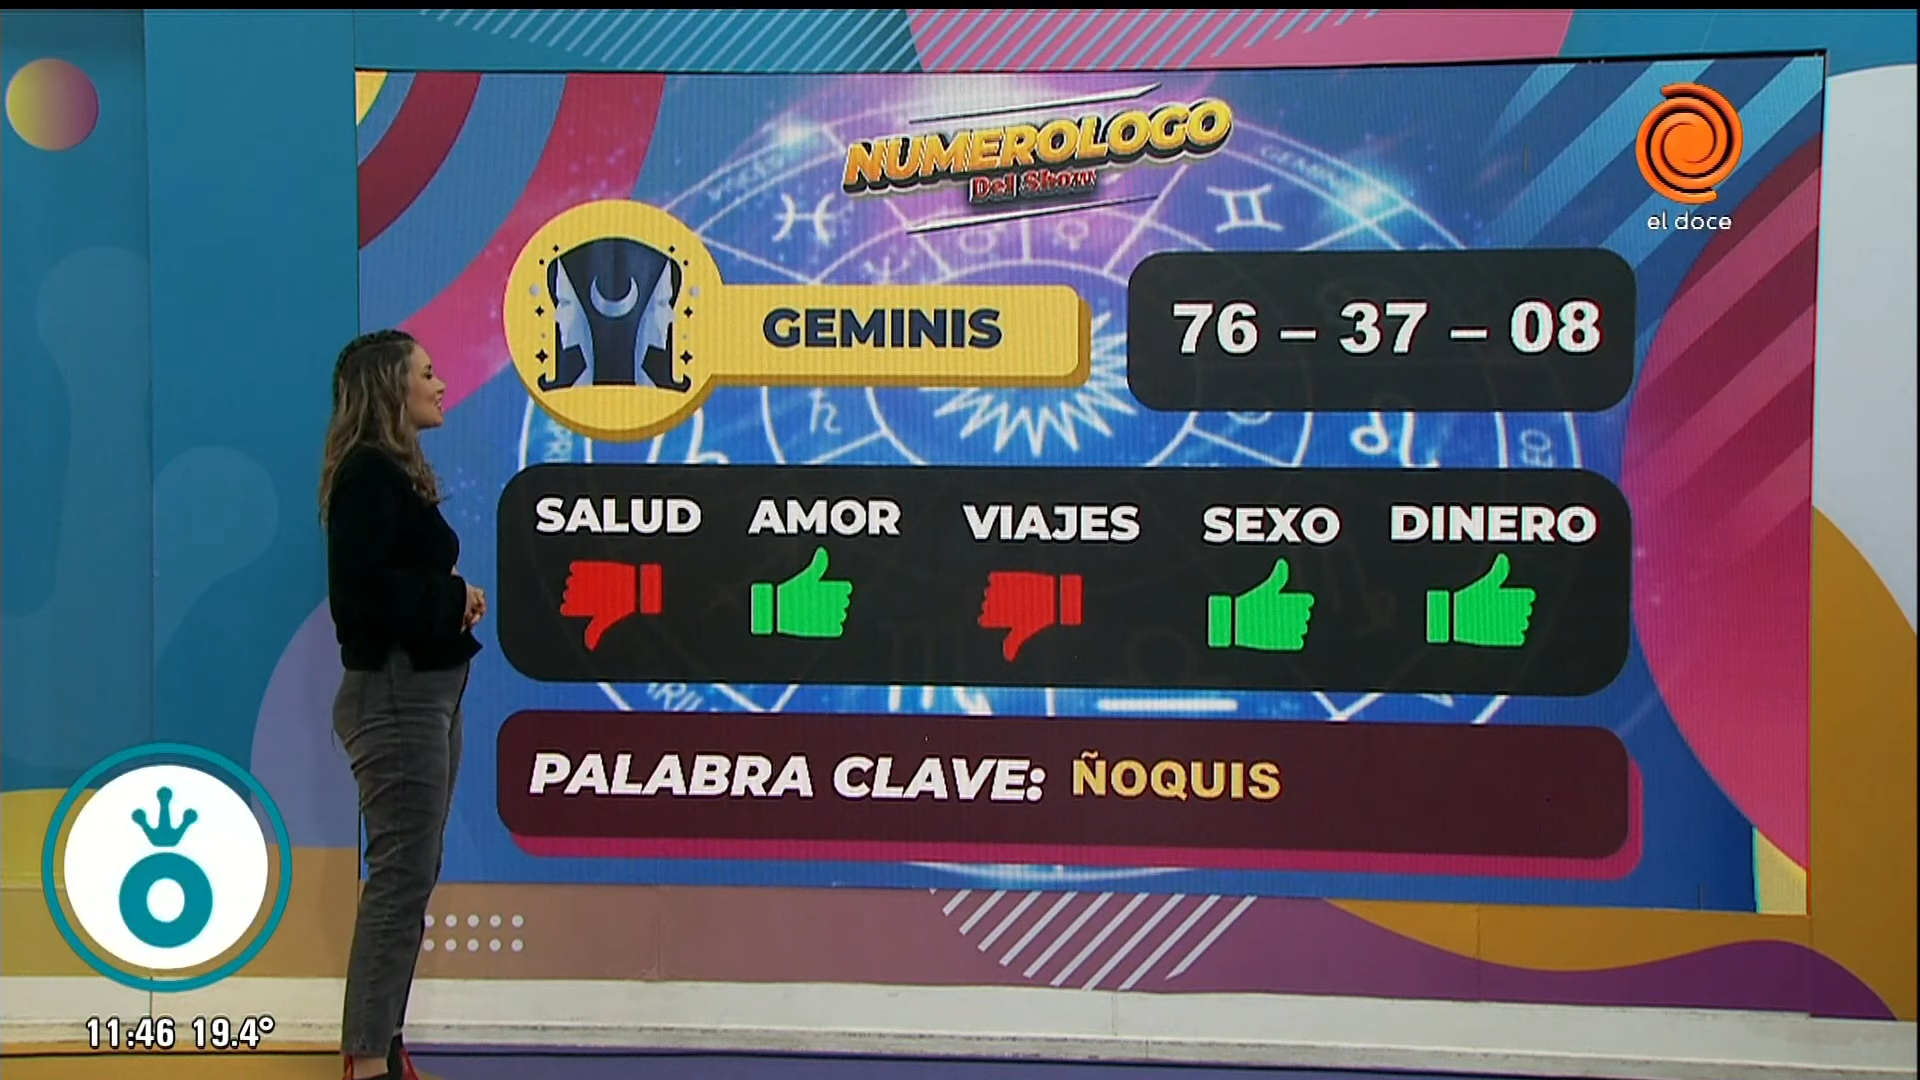 NUMEROLOGO
Del Show
el doce
GEMINIS
76 – 37 – 08
SALUD AMOR VIAJES SEXO DINERO
PALABRA CLAVE: ÑOQUIS
11:46 19.4°